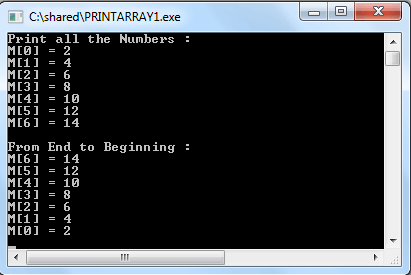 C:\shared\PRINTARRAY1.exe
Print all the Numbers :
M[0] = 2
M[1] = 4
M[2] = 6
M[3] = 8
M[4] = 10
M[5] = 12
M[6] = 14
From End to Beginning :
M[6] = 14
M[5] = 12
M[4] = 10
M[3] = 8
M[2] = 6
M[1] = 4
M[0] = 2